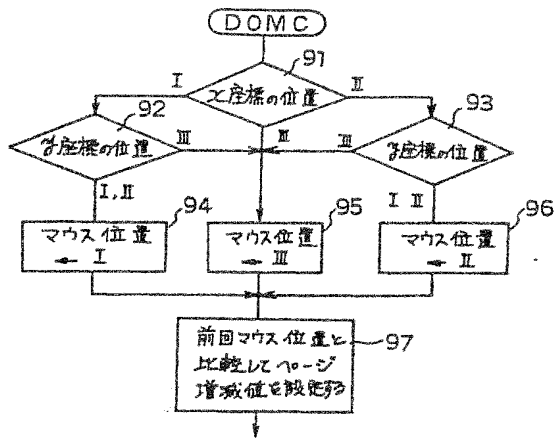 DOMC
91
I
x座標の位置
II
92
93
III
III
III
y座標の位置
y座標の位置
I,II
I II
94
95
96
マウス位置
← I
マウス位置
← III
マウス位置
← II
97
前回マウス位置と
比較してページ
増減値を設定する